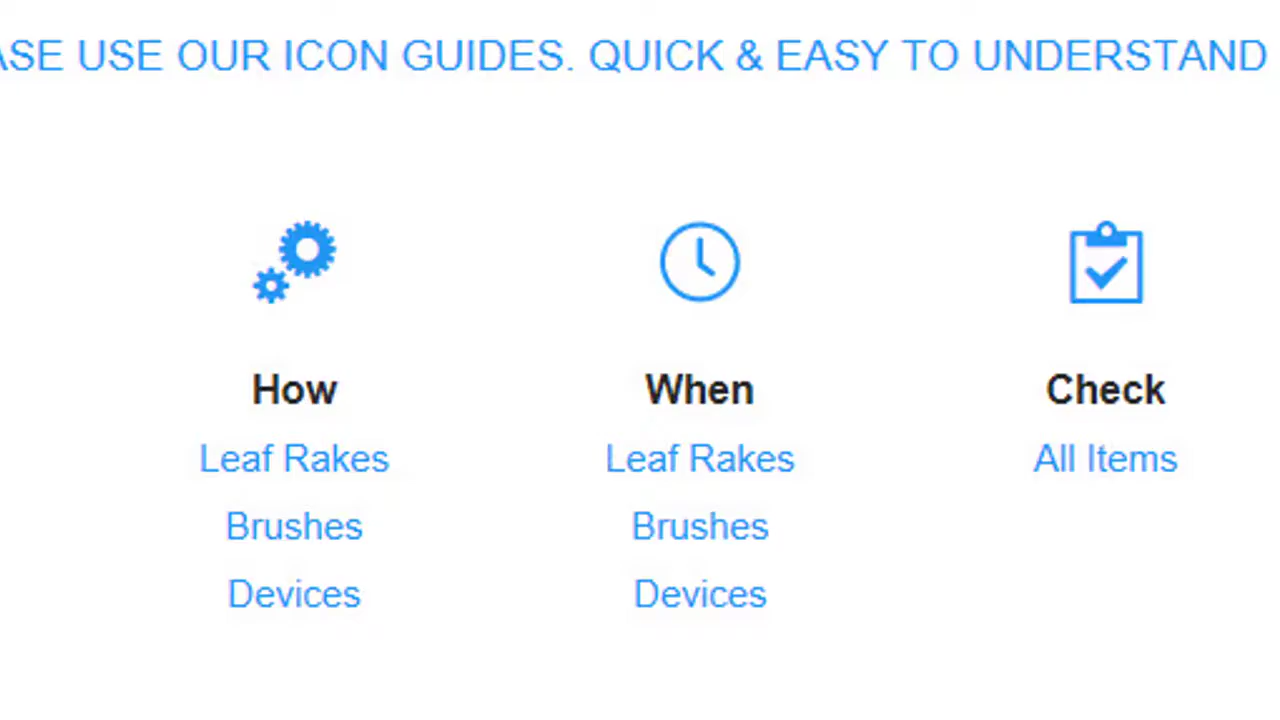 USE OUR ICON GUIDES. QUICK & EASY TO UNDERSTAND
How
Leaf Rakes
Brushes
Devices
When
Leaf Rakes
Brushes
Devices
Check
All Items